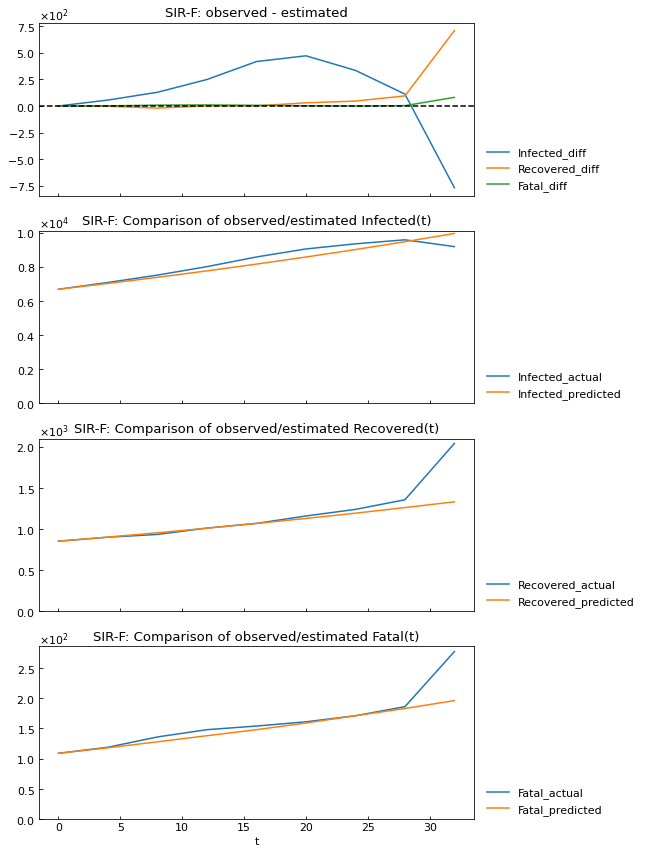 SIR-F: observed - estimated
×10²
7.5
5.0
2.5
0.0
−2.5
−5.0
−7.5
Infected_diff
Recovered_diff
Fatal_diff
SIR-F: Comparison of observed/estimated Infected(t)
×10⁴
1.0
0.8
0.6
0.4
0.2
0.0
Infected_actual
Infected_predicted
SIR-F: Comparison of observed/estimated Recovered(t)
×10³
2.0
1.5
1.0
0.5
0.0
Recovered_actual
Recovered_predicted
SIR-F: Comparison of observed/estimated Fatal(t)
×10²
2.5
2.0
1.5
1.0
0.5
0.0
Fatal_actual
Fatal_predicted
0 5 10 15 20 25 30
t